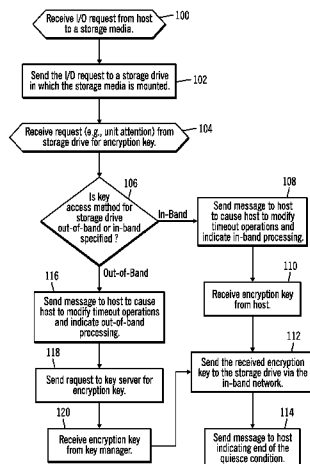 Receive I/O request from host
to a storage media.
100
Send the I/O request to a storage drive
in which the storage media is mounted.
102
Receive request (e.g., unit attention) from
storage drive for encryption key.
104
Is key
access method for
storage drive
out-of-band or in-band
specified ?
106
In-Band
Out-of-Band
108
Send message to host
to cause host to modify
timeout operations and
indicate in-band processing.
110
Receive encryption key
from host.
116
Send message to host to cause
host to modify timeout operations
and indicate out-of-band
processing.
112
Send the received encryption
key to the storage drive via the
in-band network.
118
Send request to key server for
encryption key.
120
Receive encryption key
from key manager.
114
Send message to host
indicating end of the
quiesce condition.